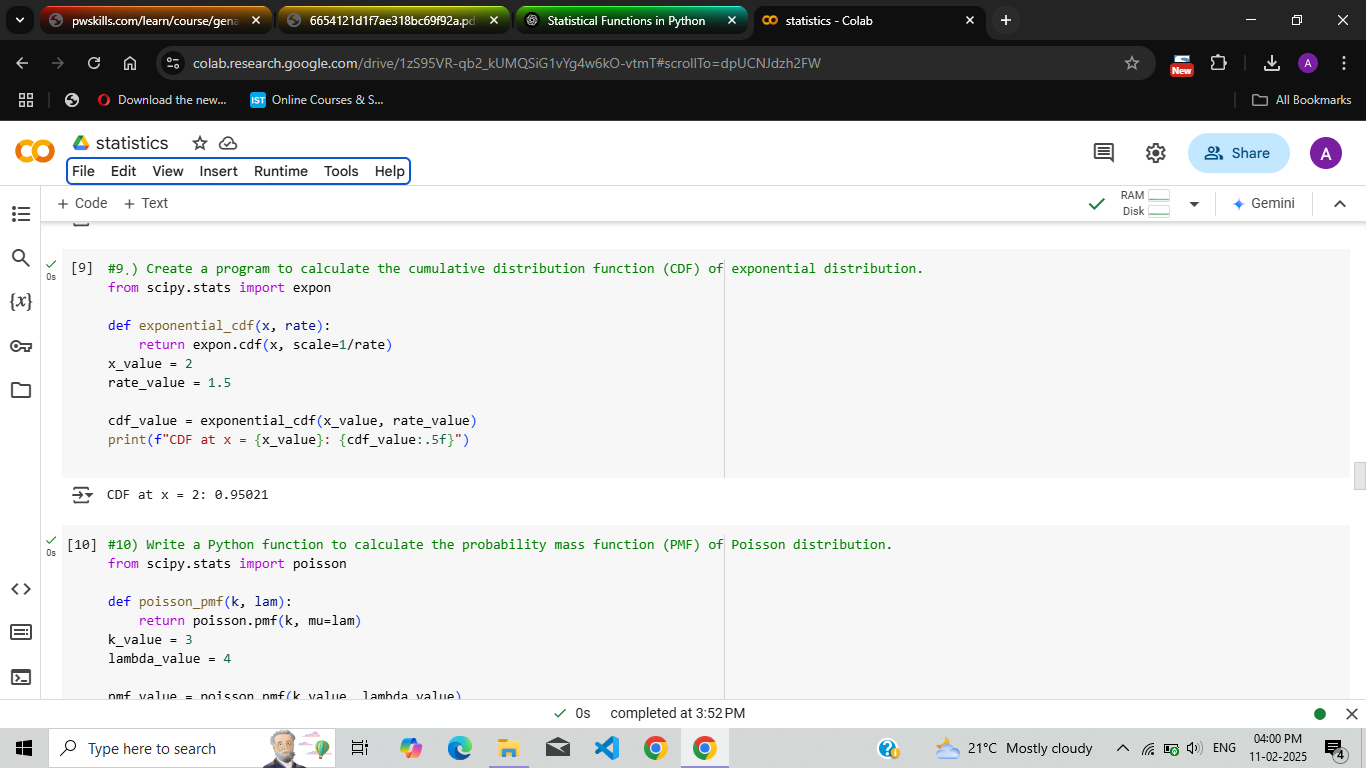 pwskills.com/learn/course/gena
6654121d1f7ae318bc69f92a.pd
Statistical Functions in Python
statistics - Colab
colab.research.google.com/drive/1zS95VR-qb2_kUMQSiG1vYg4w6kO-vtmT#scrollTo=dpUCNJdzh2FW
New
A
Download the new...
IST
Online Courses & S...
All Bookmarks
statistics
File Edit View Insert Runtime Tools Help
Share
A
+ Code + Text
RAM
Disk
Gemini
[9]
0s
#9.) Create a program to calculate the cumulative distribution function (CDF) of exponential distribution.
from scipy.stats import expon
def exponential_cdf(x, rate):
return expon.cdf(x, scale=1/rate)
x_value = 2
rate_value = 1.5
cdf_value = exponential_cdf(x_value, rate_value)
print(f"CDF at x = {x_value}: {cdf_value:.5f}")
CDF at x = 2: 0.95021
[10]
0s
#10) Write a Python function to calculate the probability mass function (PMF) of Poisson distribution.
from scipy.stats import poisson
def poisson_pmf(k, lam):
return poisson.pmf(k, mu=lam)
k_value = 3
lambda_value = 4
pmf_value = poisson_pmf(k_value, lambda_value)
0s completed at 3:52 PM
Type here to search
21°C Mostly cloudy
ENG
04:00 PM
11-02-2025
4